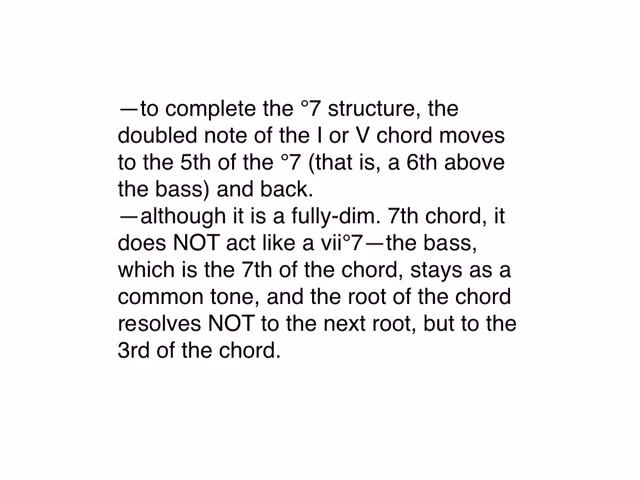 —to complete the °7 structure, the
doubled note of the I or V chord moves
to the 5th of the °7 (that is, a 6th above
the bass) and back.
—although it is a fully-dim. 7th chord, it
does NOT act like a vii°7—the bass,
which is the 7th of the chord, stays as a
common tone, and the root of the chord
resolves NOT to the next root, but to the
3rd of the chord.